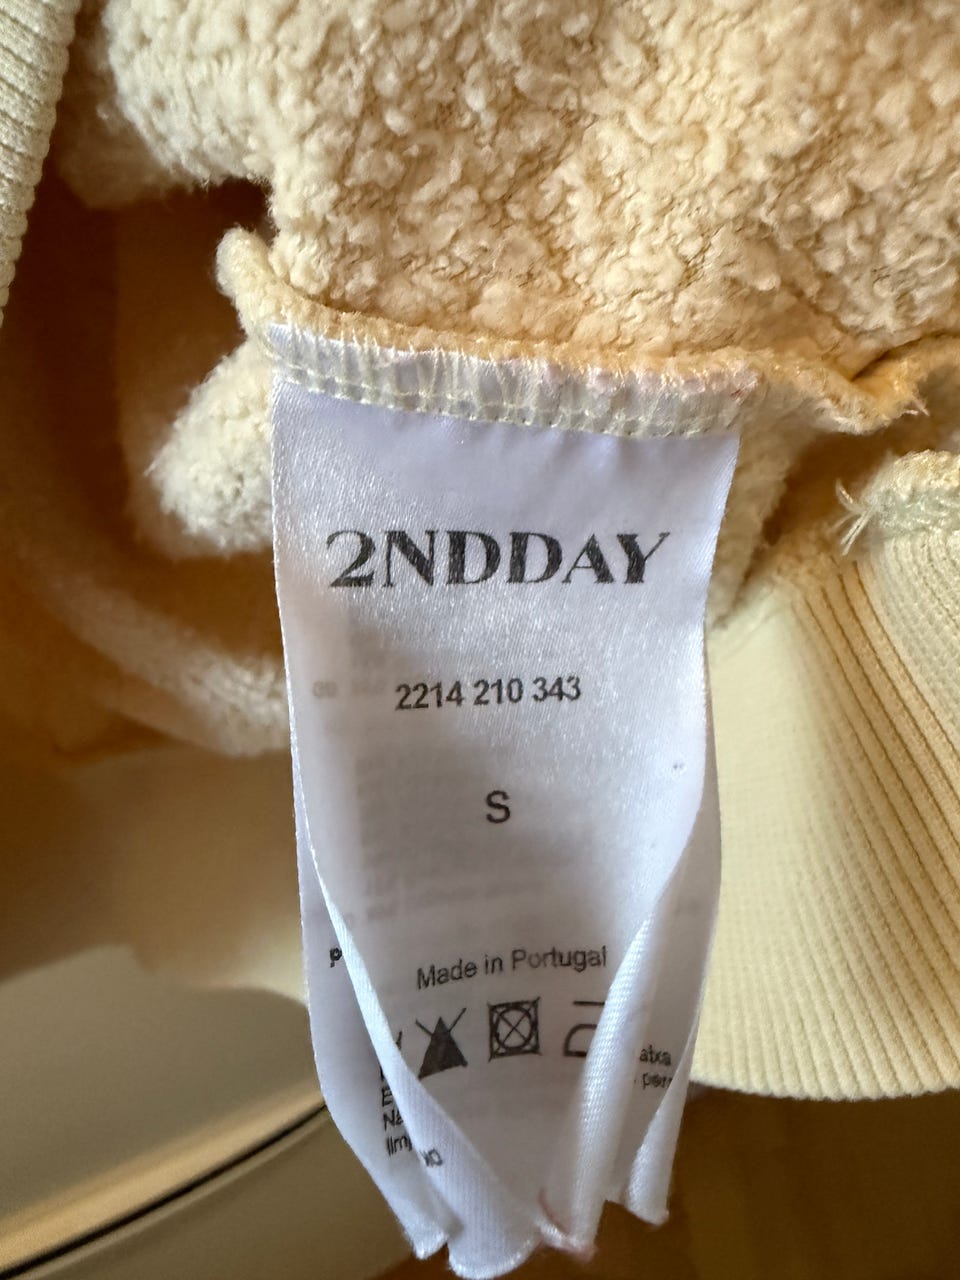 2NDDAY
2214 210 343
S
Made in Portugal